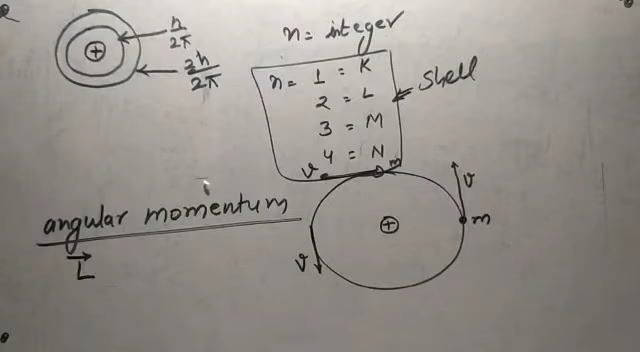 h/2π
2h/2π
n = integer
n = 1 = K
2 = L
3 = M
4 = N
Shell
v m
v
m
angular momentum
L⃗
v